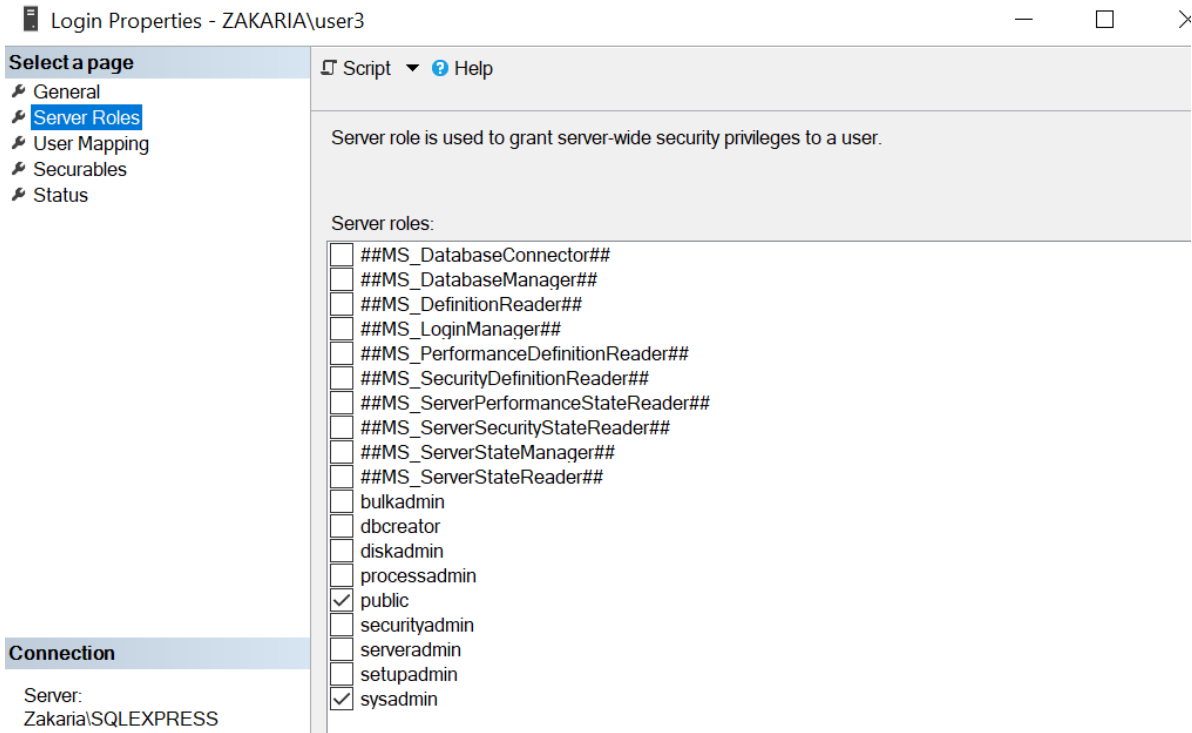 Login Properties - ZAKARIA\user3
Select a page
General
Server Roles
User Mapping
Securables
Status
Script Help
Server role is used to grant server-wide security privileges to a user.
Server roles:
##MS_DatabaseConnector##
##MS_DatabaseManager##
##MS_DefinitionReader##
##MS_LoginManager##
##MS_PerformanceDefinitionReader##
##MS_SecurityDefinitionReader##
##MS_ServerPerformanceStateReader##
##MS_ServerSecurityStateReader##
##MS_ServerStateManager##
##MS_ServerStateReader##
bulkadmin
dbcreator
diskadmin
processadmin
public
securityadmin
serveradmin
setupadmin
sysadmin
Connection
Server:
Zakaria\SQLEXPRESS